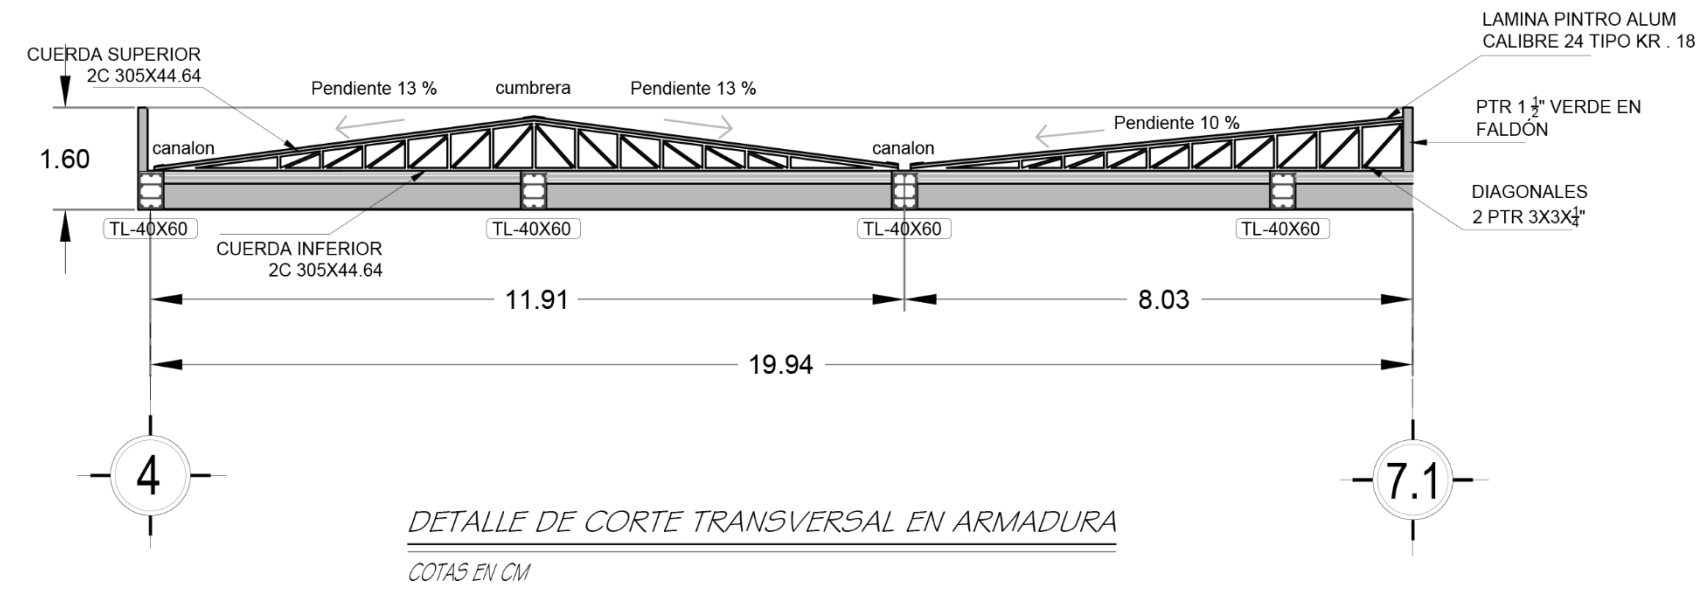 LAMINA PINTRO ALUM
CALIBRE 24 TIPO KR . 18
CUERDA SUPERIOR
2C 305X44.64
Pendiente 13 %
cumbrera
Pendiente 13 %
PTR 1 1/2" VERDE EN
FALDÓN
Pendiente 10 %
canalon
canalon
1.60
DIAGONALES
2 PTR 3X3X1/4"
TL-40X60
TL-40X60
TL-40X60
TL-40X60
CUERDA INFERIOR
2C 305X44.64
11.91
8.03
19.94
4
7.1
DETALLE DE CORTE TRANSVERSAL EN ARMADURA
COTAS EN CM